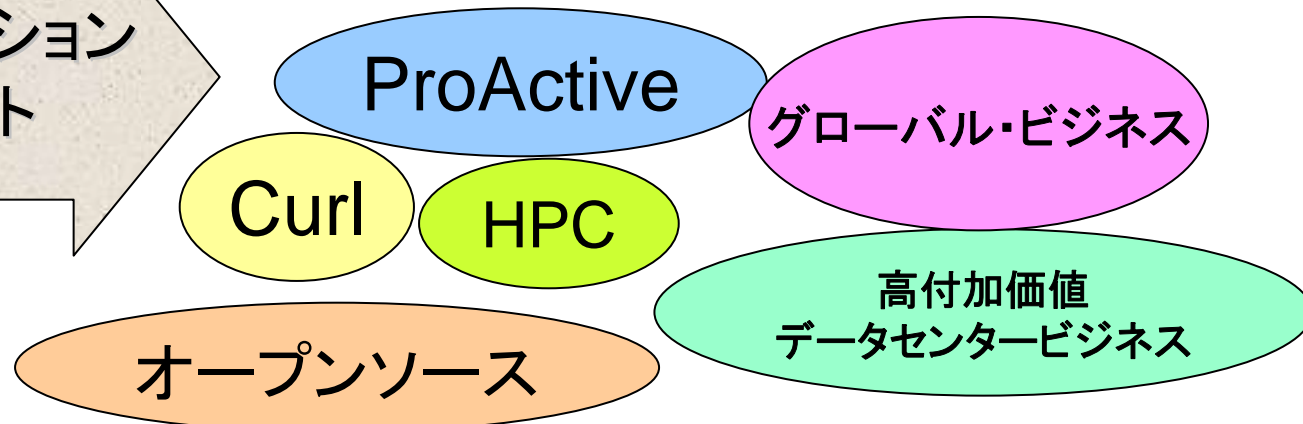 ション
ト
ProActive
グローバル・ビジネス
Curl
HPC
高付加価値
データセンタービジネス
オープンソース